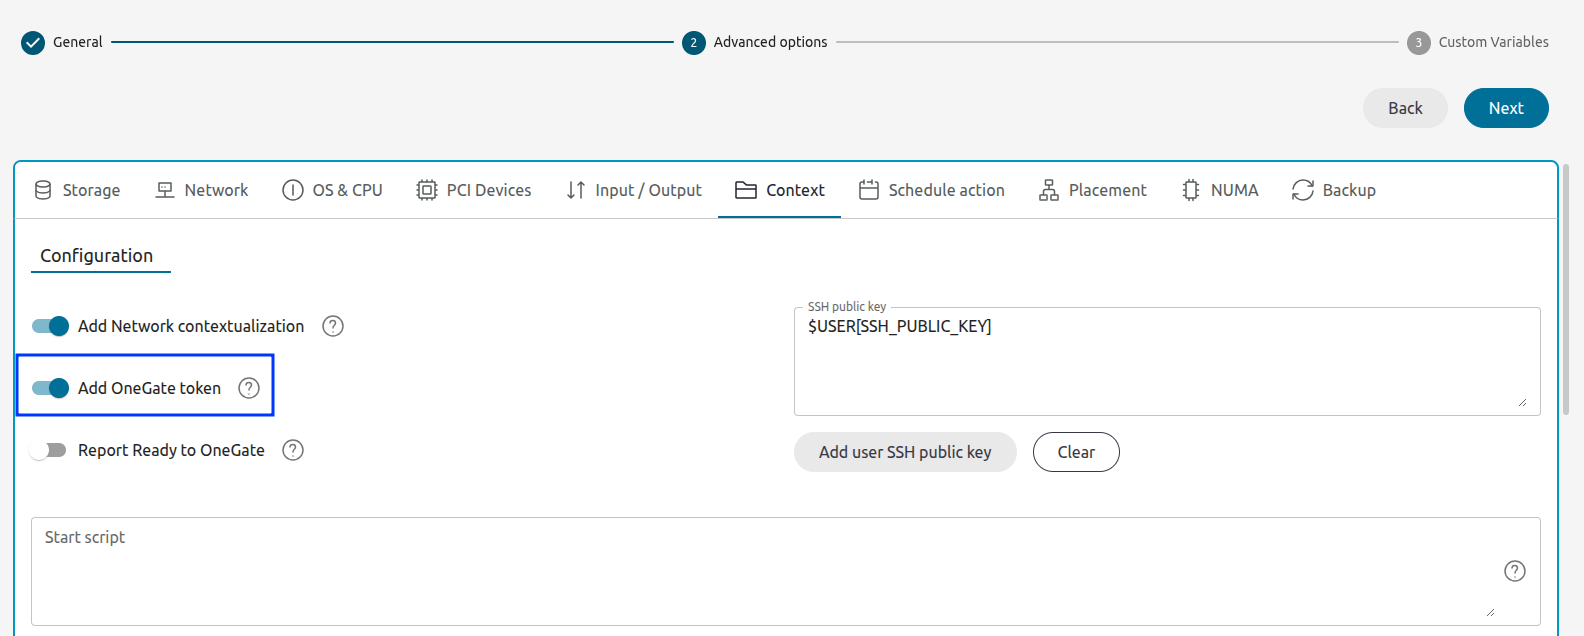 General
2 Advanced options
3 Custom Variables
Back Next
Storage Network OS & CPU PCI Devices Input / Output Context Schedule action Placement NUMA Backup
Configuration
Add Network contextualization ?
SSH public key
$USER[SSH_PUBLIC_KEY]
Add OneGate token ?
Report Ready to OneGate ?
Add user SSH public key Clear
Start script
?